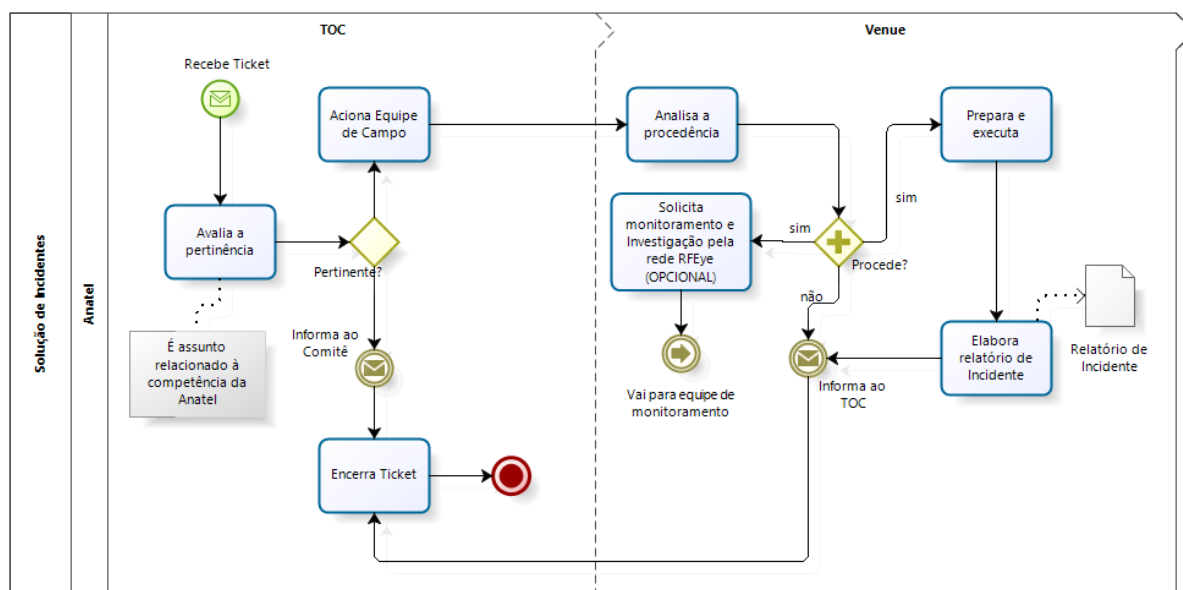 Solução de Incidentes
Anatel
TOC
Venue
Recebe Ticket
Avalia a
pertinência
É assunto
relacionado à
competência da
Anatel
Aciona Equipe
de Campo
Pertinente?
Informa ao
Comitê
Encerra Ticket
Analisa a
procedência
Solicita
monitoramento e
Investigação pela
rede RFEye
(OPCIONAL)
sim
Procede?
sim
não
Vai para equipe de
monitoramento
Informa ao
TOC
Prepara e
executa
Elabora
relatório de
Incidente
Relatório de
Incidente